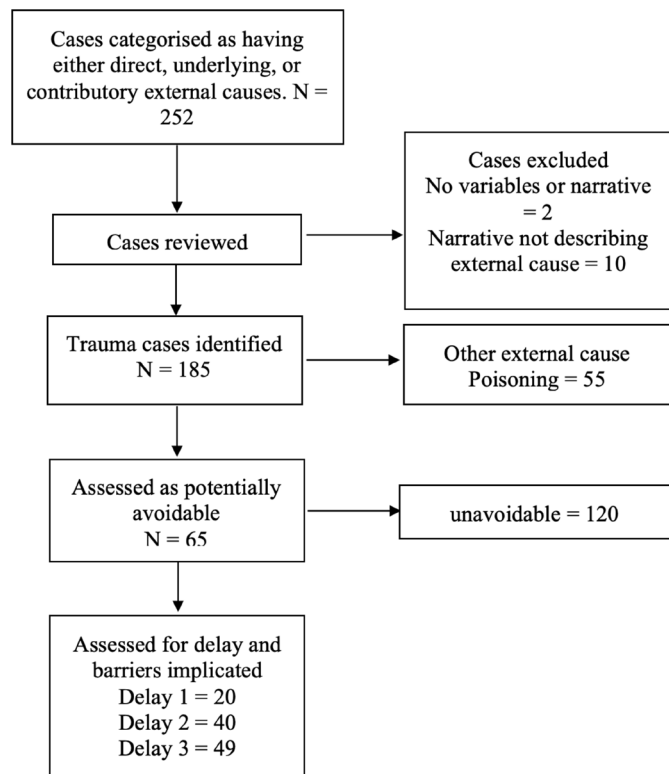 Cases categorised as having
either direct, underlying, or
contributory external causes. N =
252
Cases excluded
No variables or narrative
= 2
Narrative not describing
external cause = 10
Cases reviewed
Trauma cases identified
N = 185
Other external cause
Poisoning = 55
Assessed as potentially
avoidable
N = 65
unavoidable = 120
Assessed for delay and
barriers implicated
Delay 1 = 20
Delay 2 = 40
Delay 3 = 49